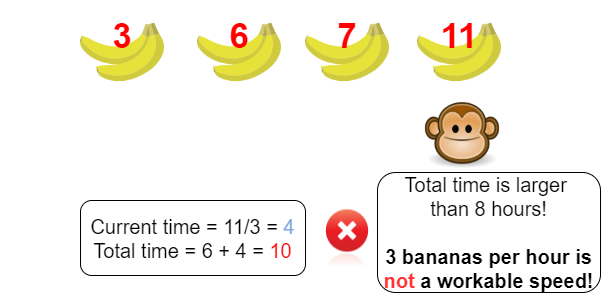 3 6 7 11
Total time is larger
than 8 hours!
Current time = 11/3 = 4
Total time = 6 + 4 = 10
3 bananas per hour is
not a workable speed!